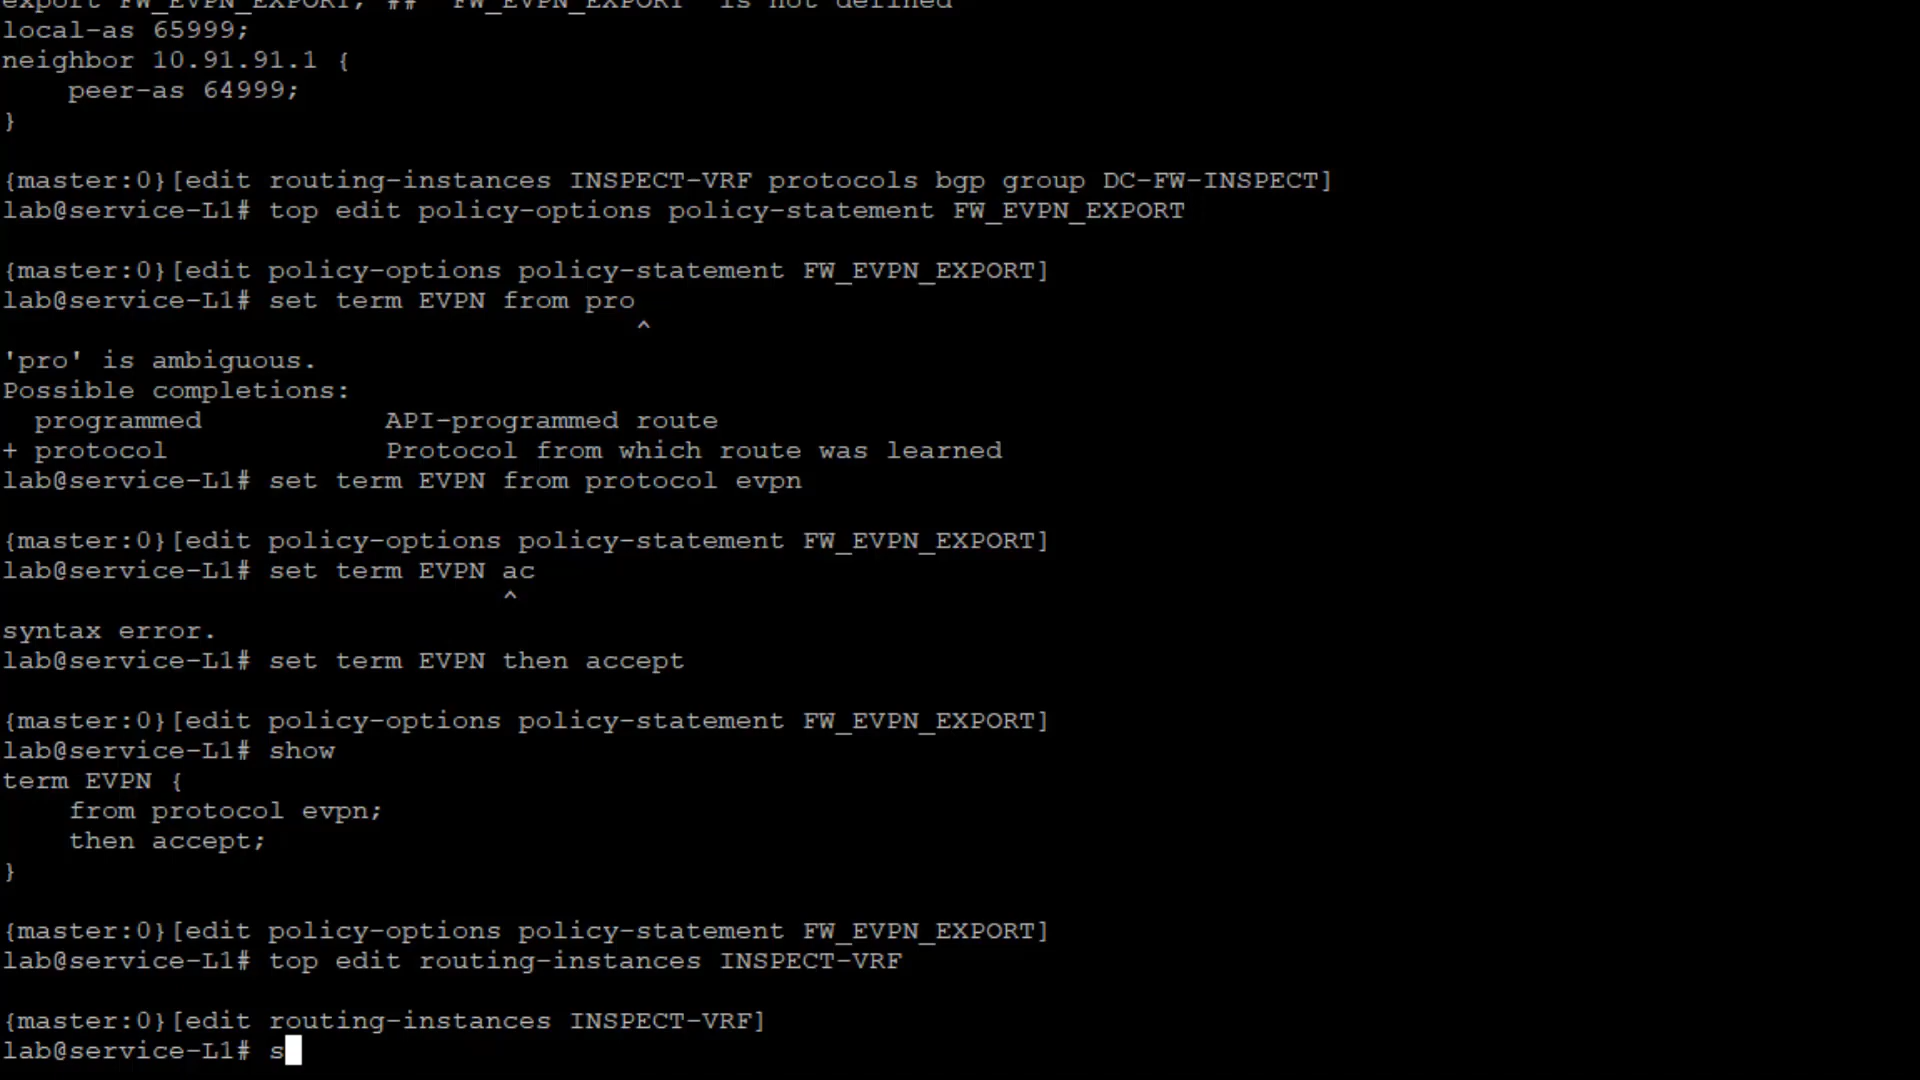 export FW_EVPN_EXPORT; ## 'FW_EVPN_EXPORT' is not defined
local-as 65999;
neighbor 10.91.91.1 {
    peer-as 64999;
}
{master:0}[edit routing-instances INSPECT-VRF protocols bgp group DC-FW-INSPECT]
lab@service-L1# top edit policy-options policy-statement FW_EVPN_EXPORT
{master:0}[edit policy-options policy-statement FW_EVPN_EXPORT]
lab@service-L1# set term EVPN from pro
                                      ^
'pro' is ambiguous.
Possible completions:
  programmed           API-programmed route
+ protocol             Protocol from which route was learned
lab@service-L1# set term EVPN from protocol evpn
{master:0}[edit policy-options policy-statement FW_EVPN_EXPORT]
lab@service-L1# set term EVPN ac
                              ^
syntax error.
lab@service-L1# set term EVPN then accept
{master:0}[edit policy-options policy-statement FW_EVPN_EXPORT]
lab@service-L1# show
term EVPN {
    from protocol evpn;
    then accept;
}
{master:0}[edit policy-options policy-statement FW_EVPN_EXPORT]
lab@service-L1# top edit routing-instances INSPECT-VRF
{master:0}[edit routing-instances INSPECT-VRF]
lab@service-L1# s